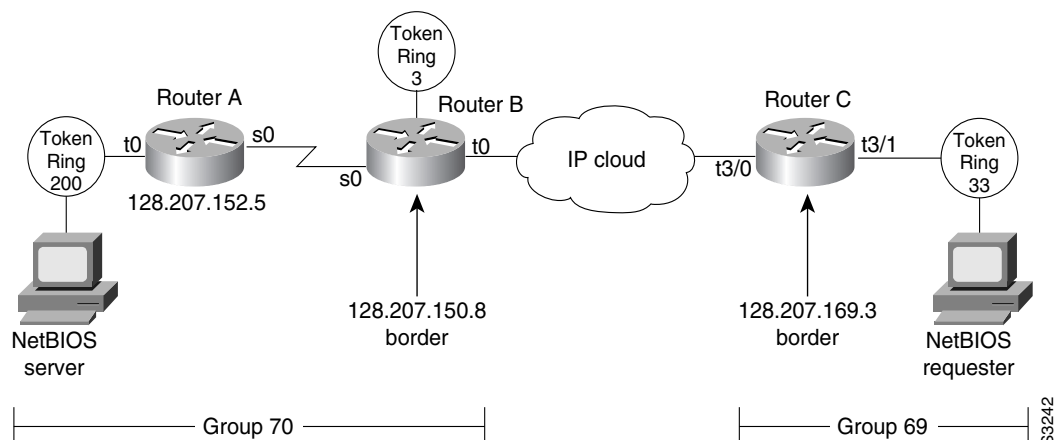 Token
Ring
3
Router A
Router B
Router C
Token
Ring
200
t0
s0
s0
t0
IP cloud
t3/0
t3/1
Token
Ring
33
128.207.152.5
128.207.150.8
border
128.207.169.3
border
NetBIOS
server
NetBIOS
requester
Group 70
Group 69